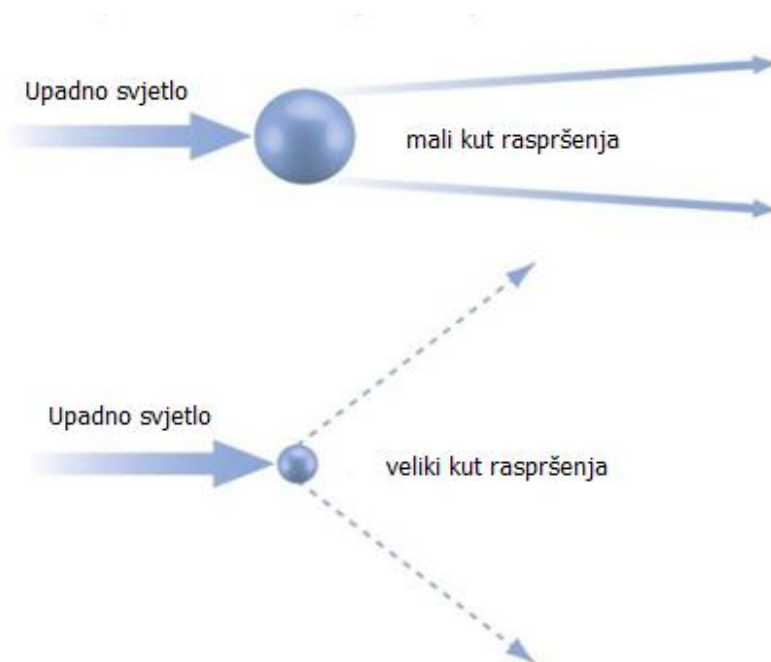 Upadno svjetlo
mali kut raspršenja
Upadno svjetlo
veliki kut raspršenja